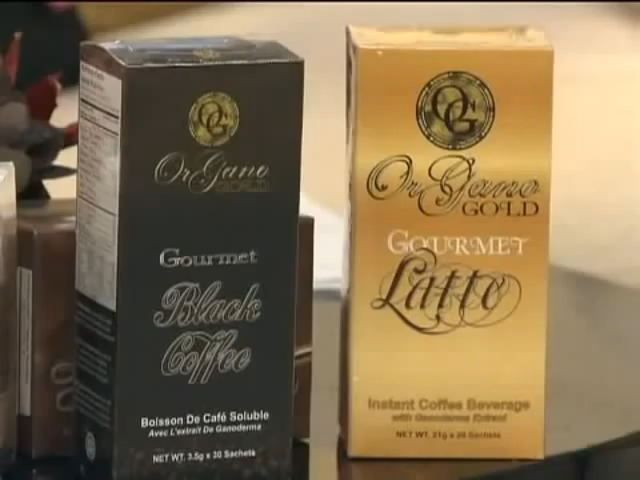 OG
OrGano
GOLD
Gourmet
Black
Coffee
Boisson De Café Soluble
Avec L'extrait De Ganoderma
NET WT. 3.5g x 30 Sachets
OG
OrGano
GOLD
GOURMET
Latte
Instant Coffee Beverage
with Ganoderma Extract
NET WT. 21g x 20 Sachets